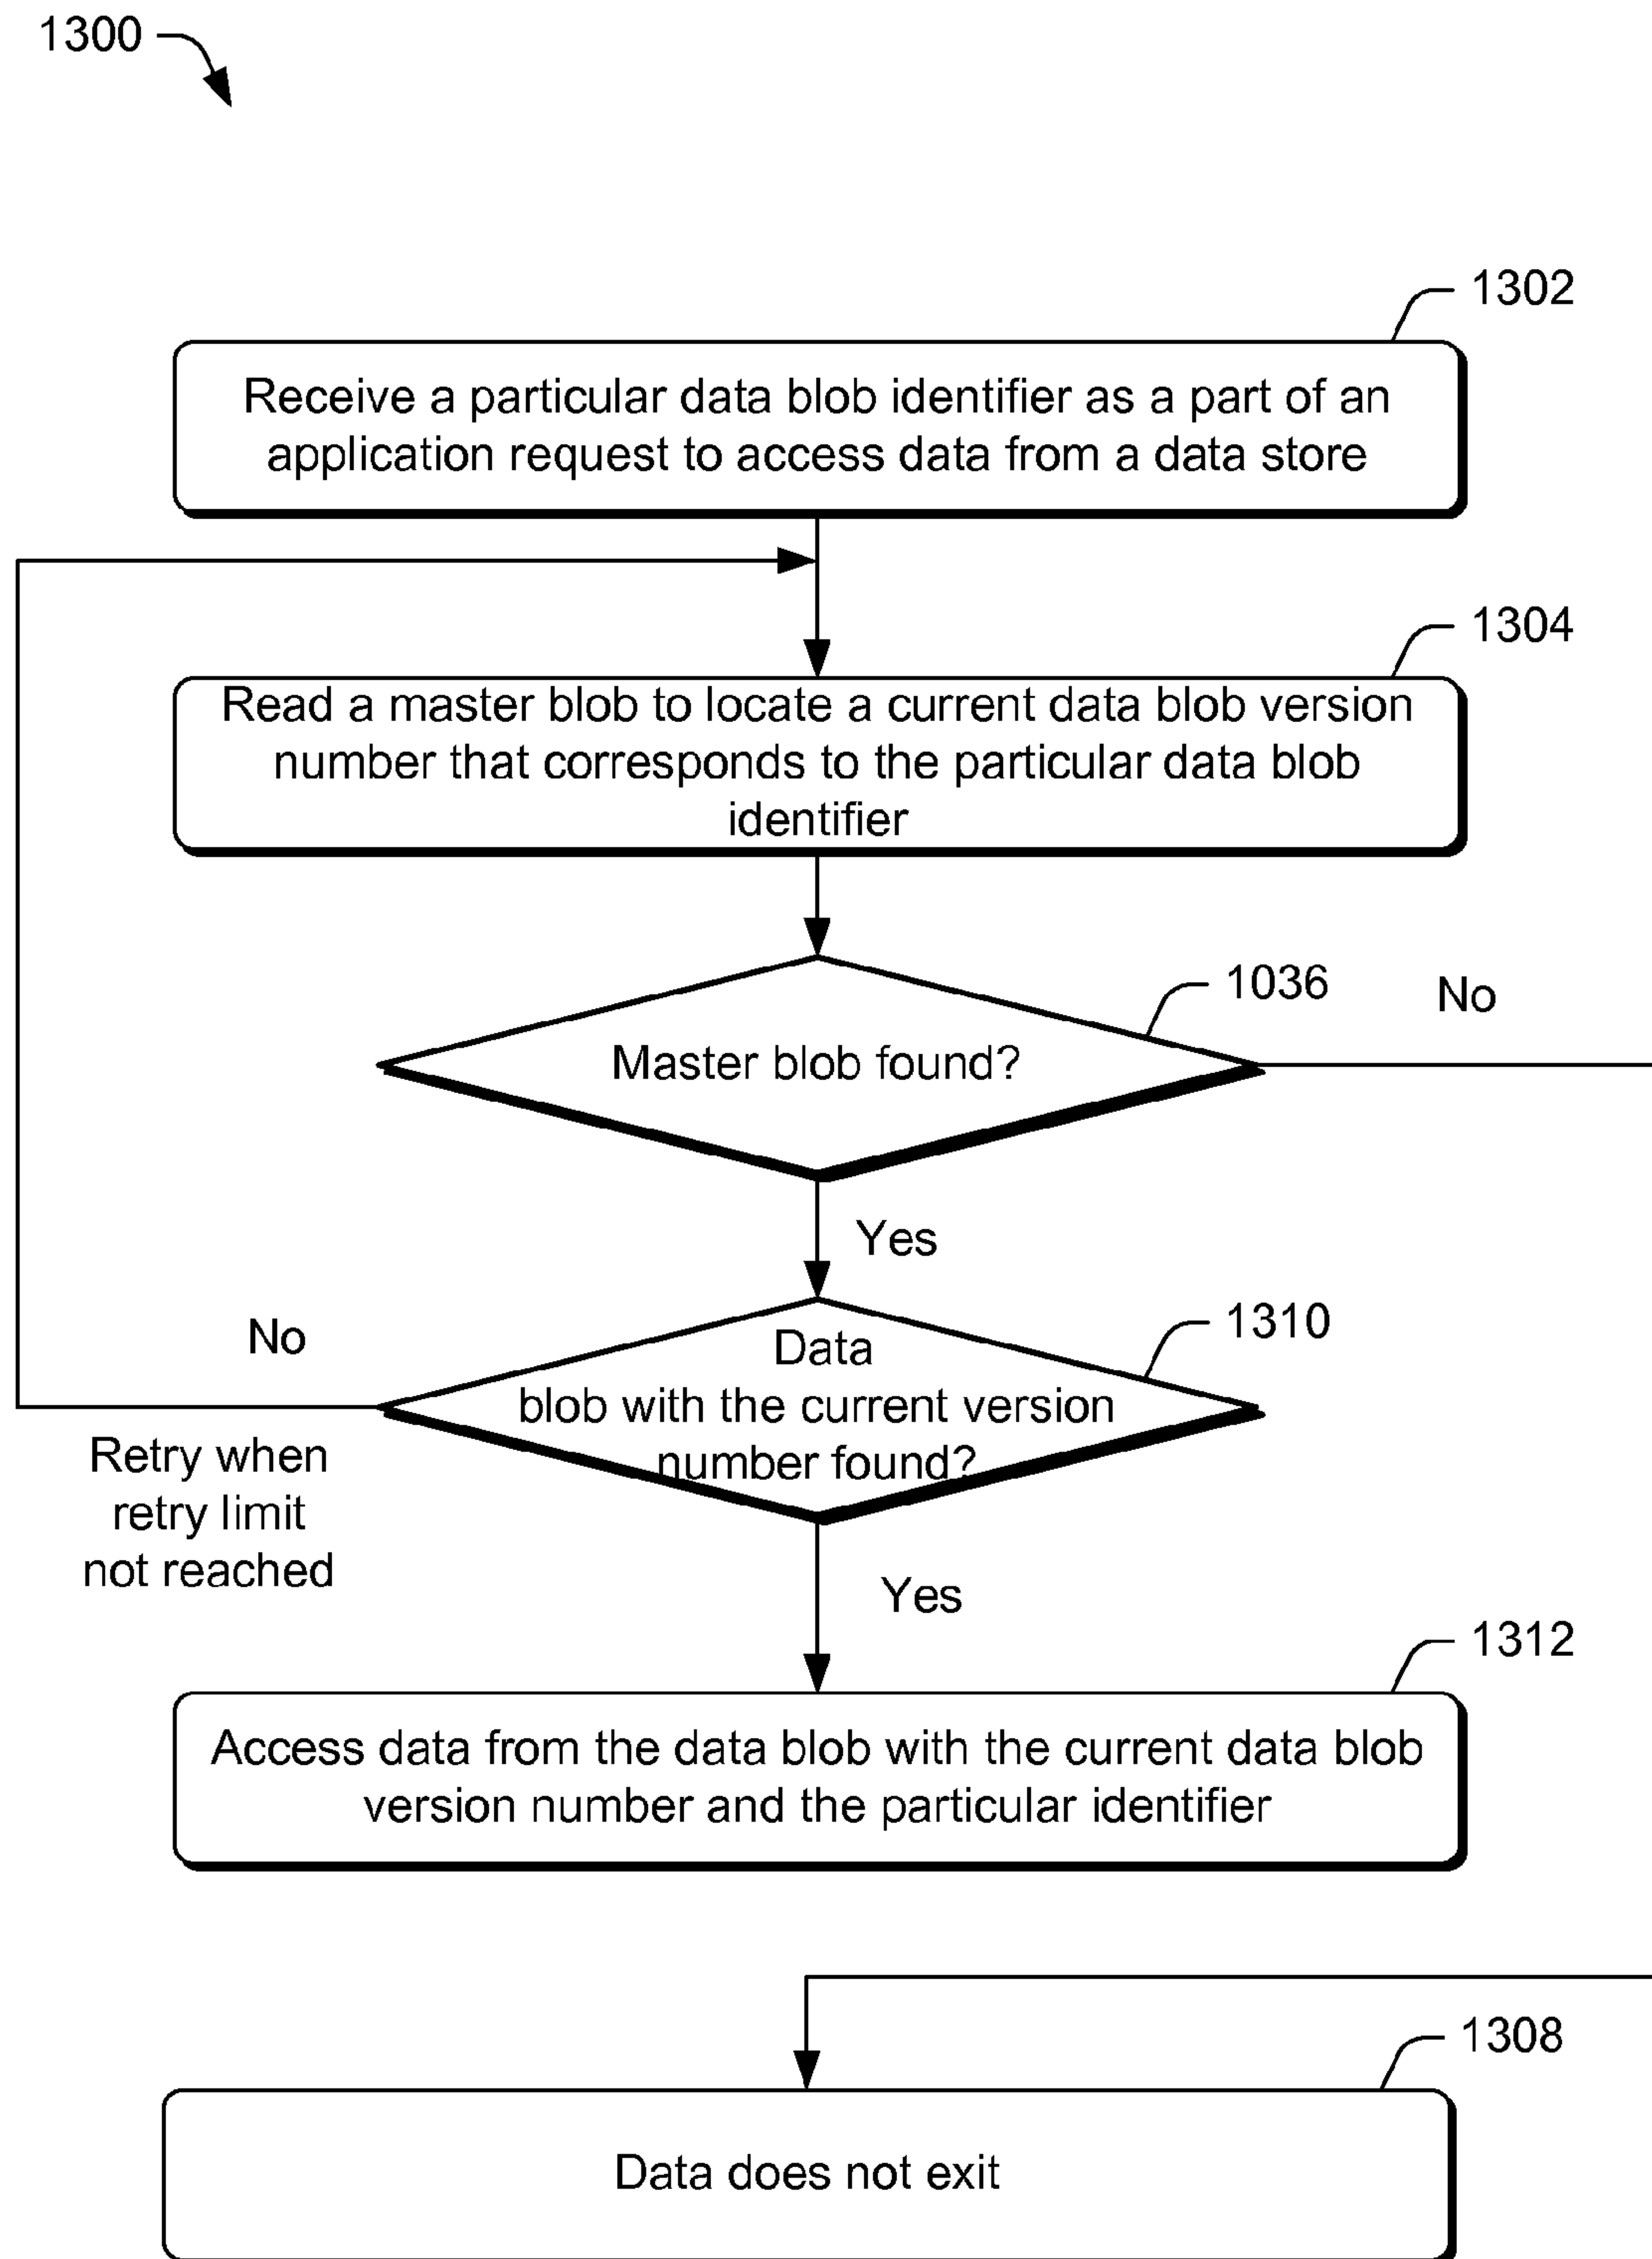 1300
1302
Receive a particular data blob identifier as a part of an
application request to access data from a data store
1304
Read a master blob to locate a current data blob version
number that corresponds to the particular data blob
identifier
1036
No
Master blob found?
Yes
1310
No
Data
blob with the current version
number found?
Retry when
retry limit
not reached
Yes
1312
Access data from the data blob with the current data blob
version number and the particular identifier
1308
Data does not exit